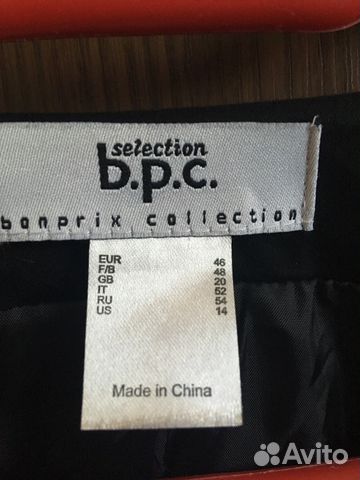 selection
b.p.c.
bonprix collection
EUR 46
F/B 48
GB 20
IT 52
RU 54
US 14
Made in China
Avito